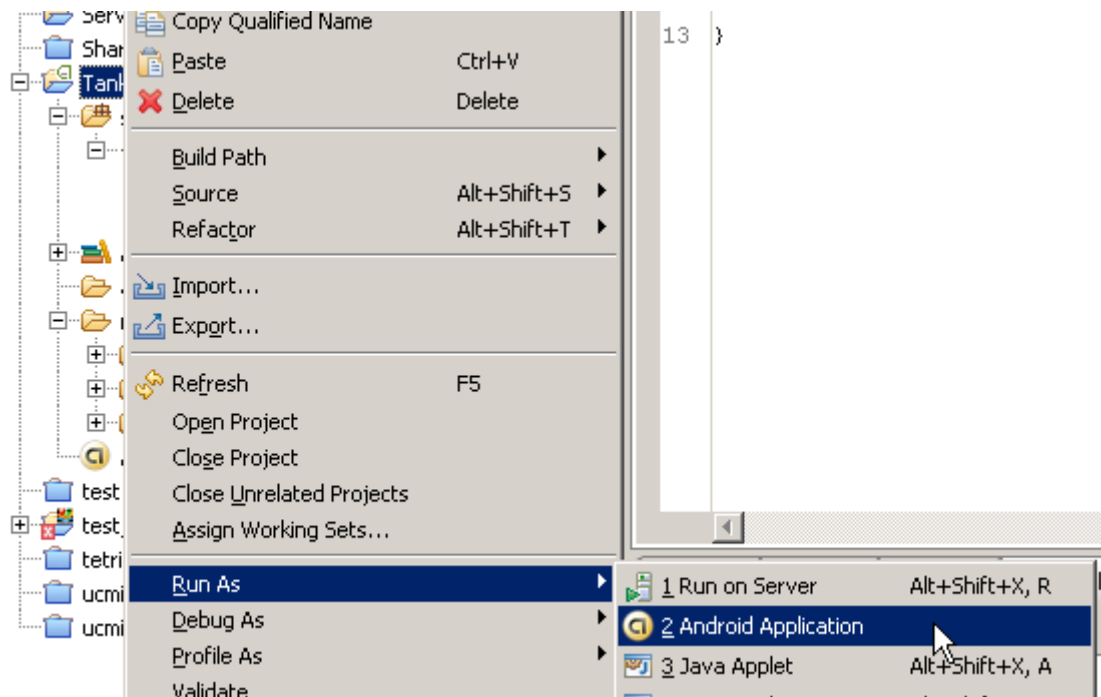 Copy Qualified Name
Paste Ctrl+V
Delete Delete
Build Path
Source Alt+Shift+S
Refactor Alt+Shift+T
Import...
Export...
Refresh F5
Open Project
Close Project
Close Unrelated Projects
Assign Working Sets...
Run As
Debug As
Profile As
Validate
1 Run on Server Alt+Shift+X, R
2 Android Application
3 Java Applet Alt+Shift+X, A
Serv
Shar
Tank
test
test_
tetri
ucmi
ucmi
13 }